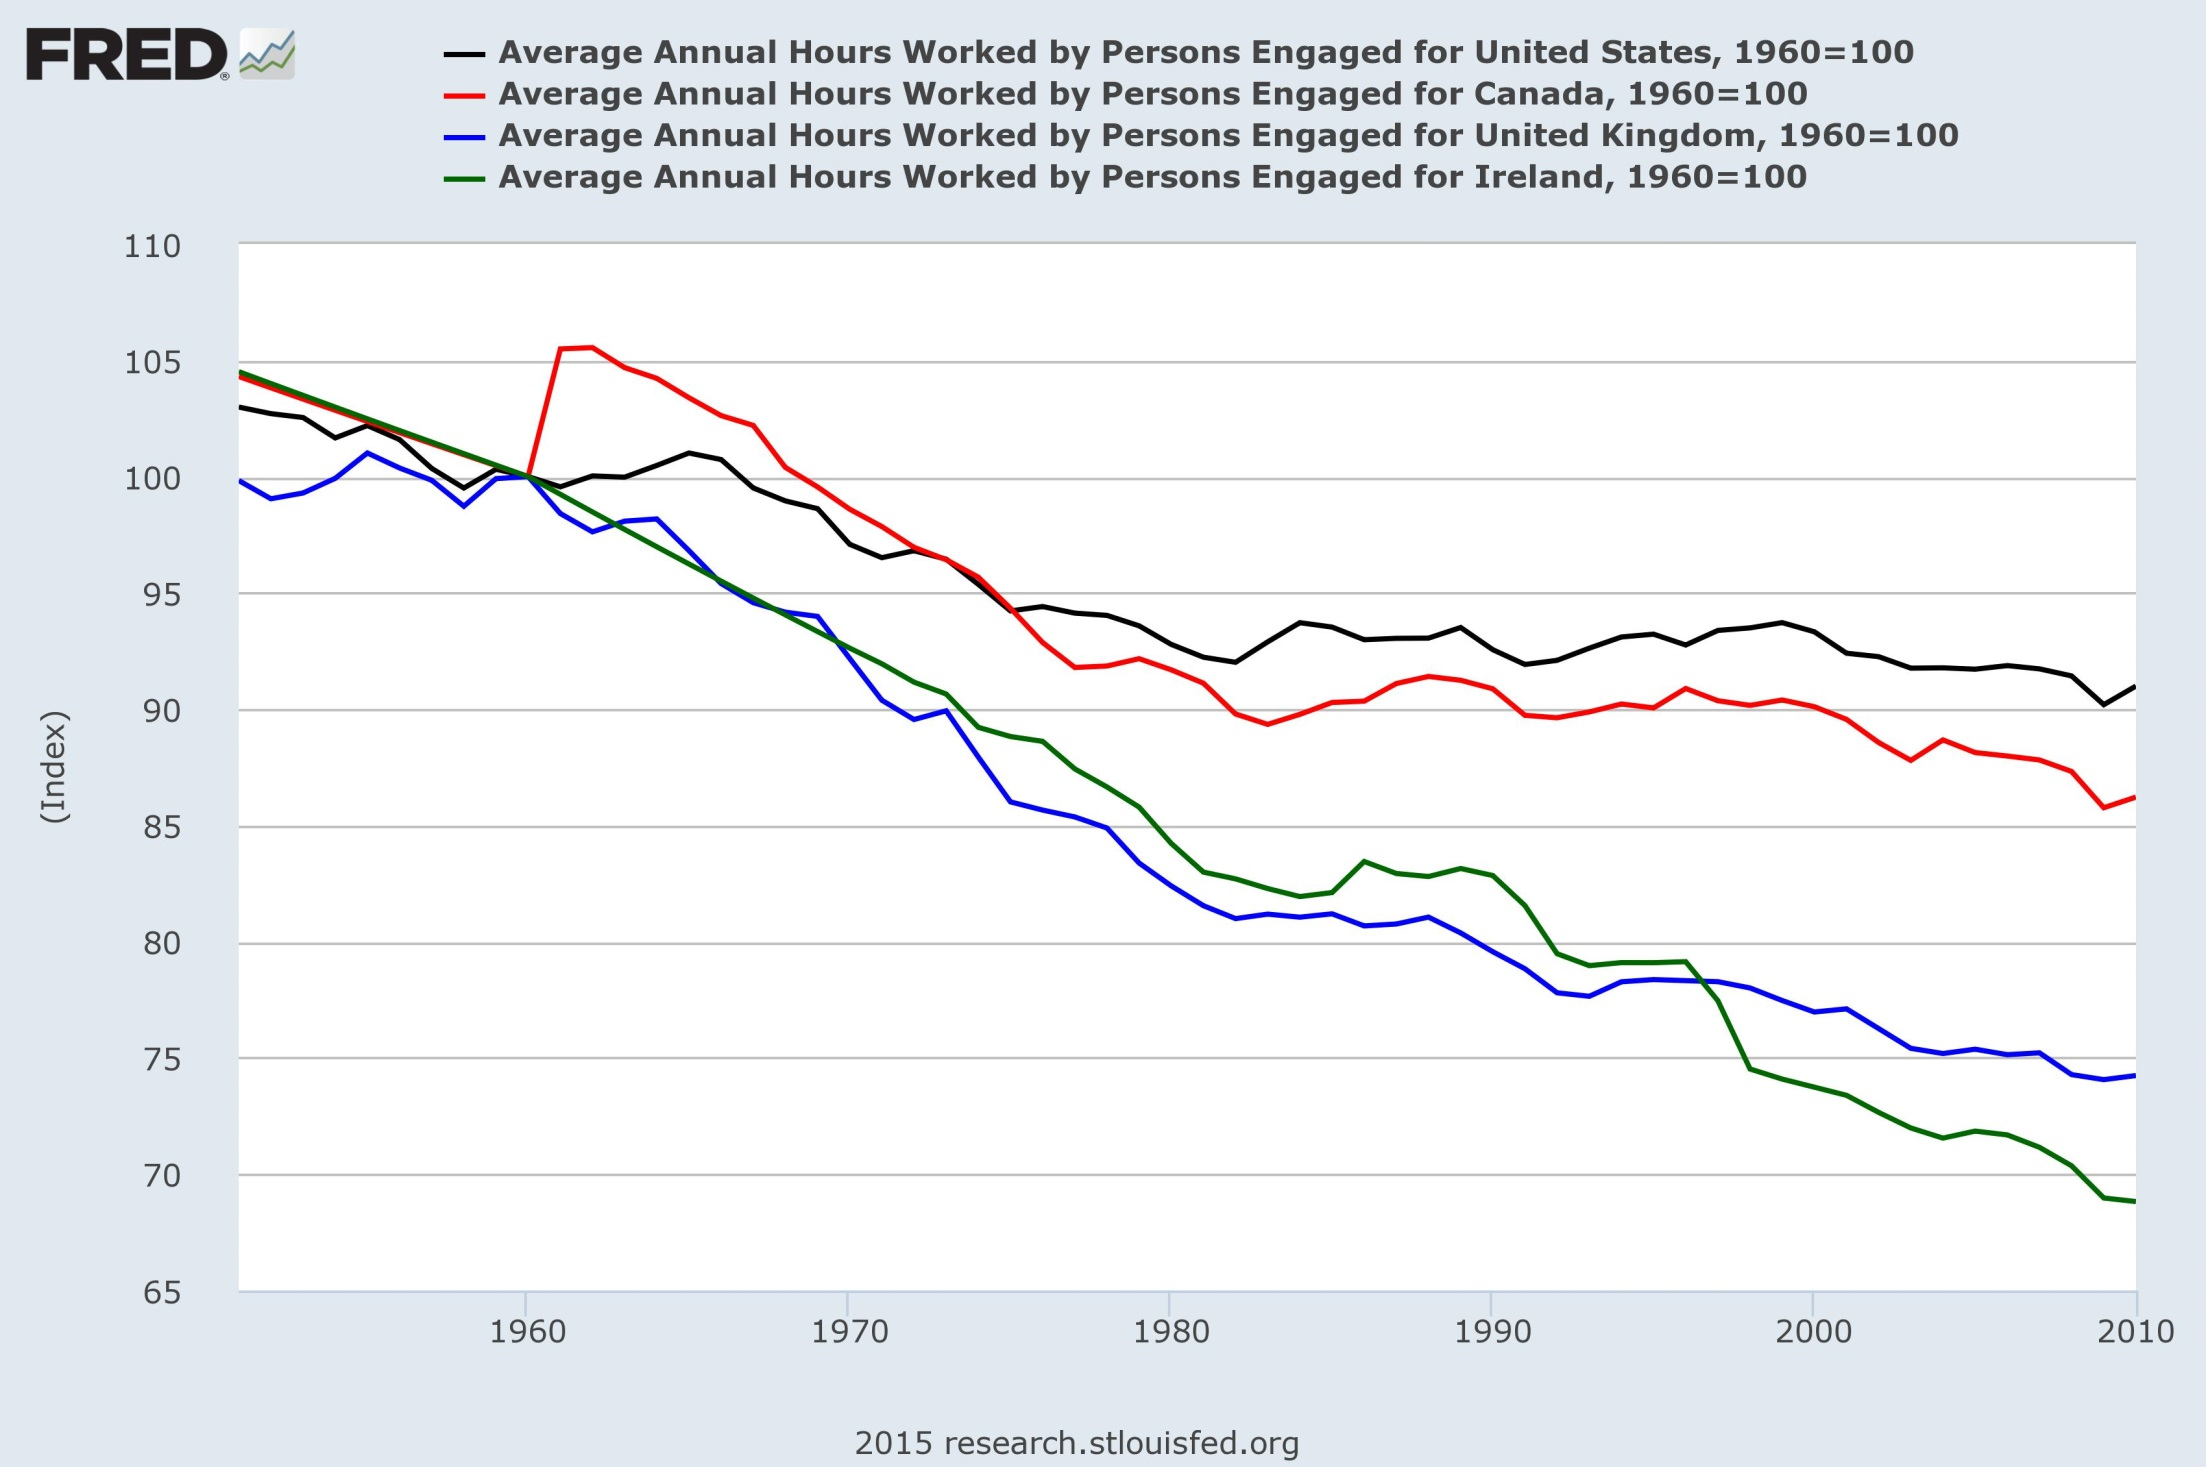 FRED®
Average Annual Hours Worked by Persons Engaged for United States, 1960=100
Average Annual Hours Worked by Persons Engaged for Canada, 1960=100
Average Annual Hours Worked by Persons Engaged for United Kingdom, 1960=100
Average Annual Hours Worked by Persons Engaged for Ireland, 1960=100
110
105
100
95
90
85
80
75
70
65
(Index)
1960 1970 1980 1990 2000 2010
2015 research.stlouisfed.org